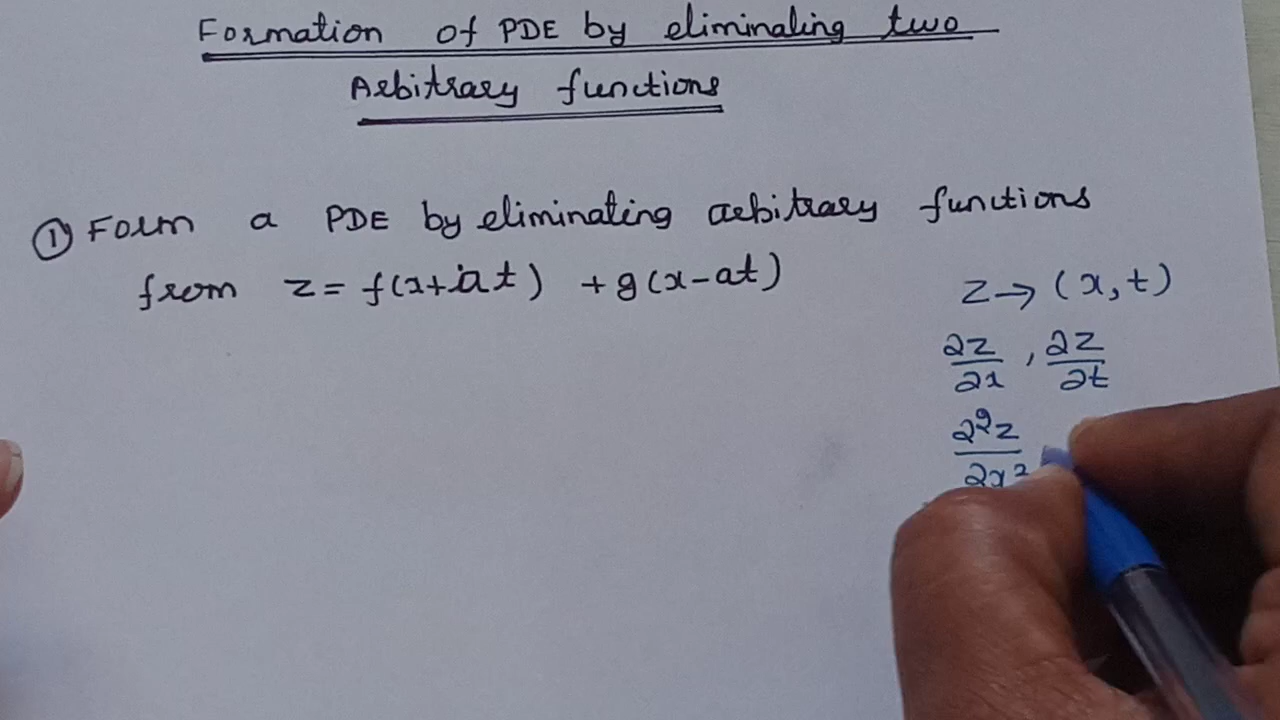 Formation of PDE by eliminating two
Arbitrary functions
① Form a PDE by eliminating arbitrary functions
from z = f(x+at) + g(x-at)
z → (x, t)
∂z/∂x , ∂z/∂t
∂²z/∂x²